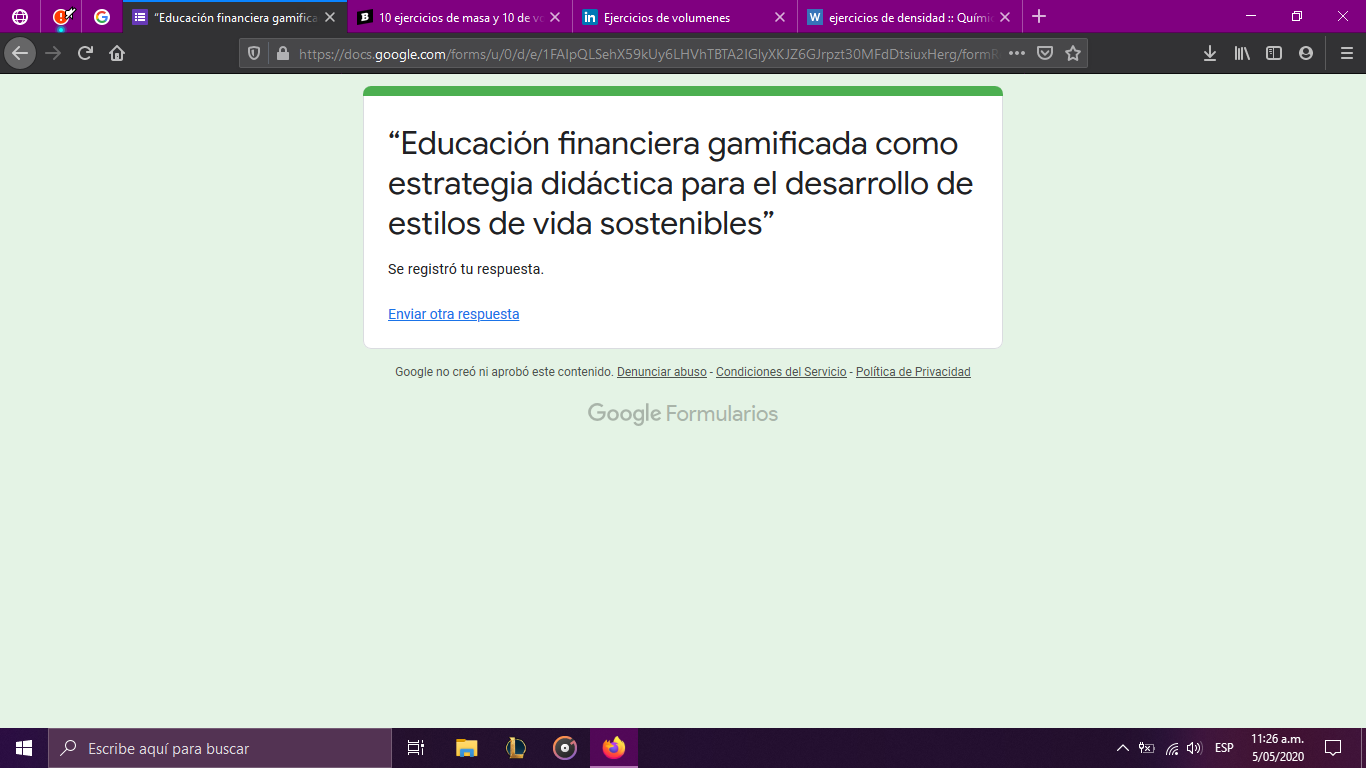 "Educación financiera gamifica
10 ejercicios de masa y 10 de vo
Ejercicios de volumenes
ejercicios de densidad :: Quími
https://docs.google.com/forms/u/0/d/e/1FAIpQLSehX59kUy6LHVhTBTA2IGlyXKJZ6GJrpzt30MFdDtsiuxHerg/formR
“Educación financiera gamificada como
estrategia didáctica para el desarrollo de
estilos de vida sostenibles”
Se registró tu respuesta.
Enviar otra respuesta
Google no creó ni aprobó este contenido. Denunciar abuso - Condiciones del Servicio - Política de Privacidad
Google Formularios
Escribe aquí para buscar
ESP
11:26 a.m.
5/05/2020